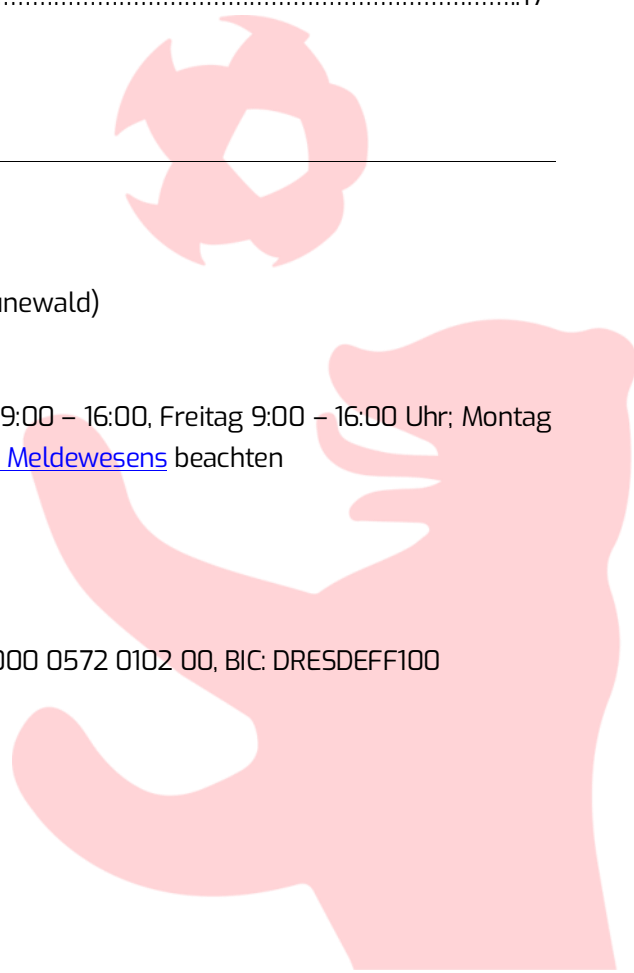 unewald)
9:00 – 16:00, Freitag 9:00 – 16:00 Uhr; Montag
Meldewesens beachten
000 0572 0102 00, BIC: DRESDEFF100